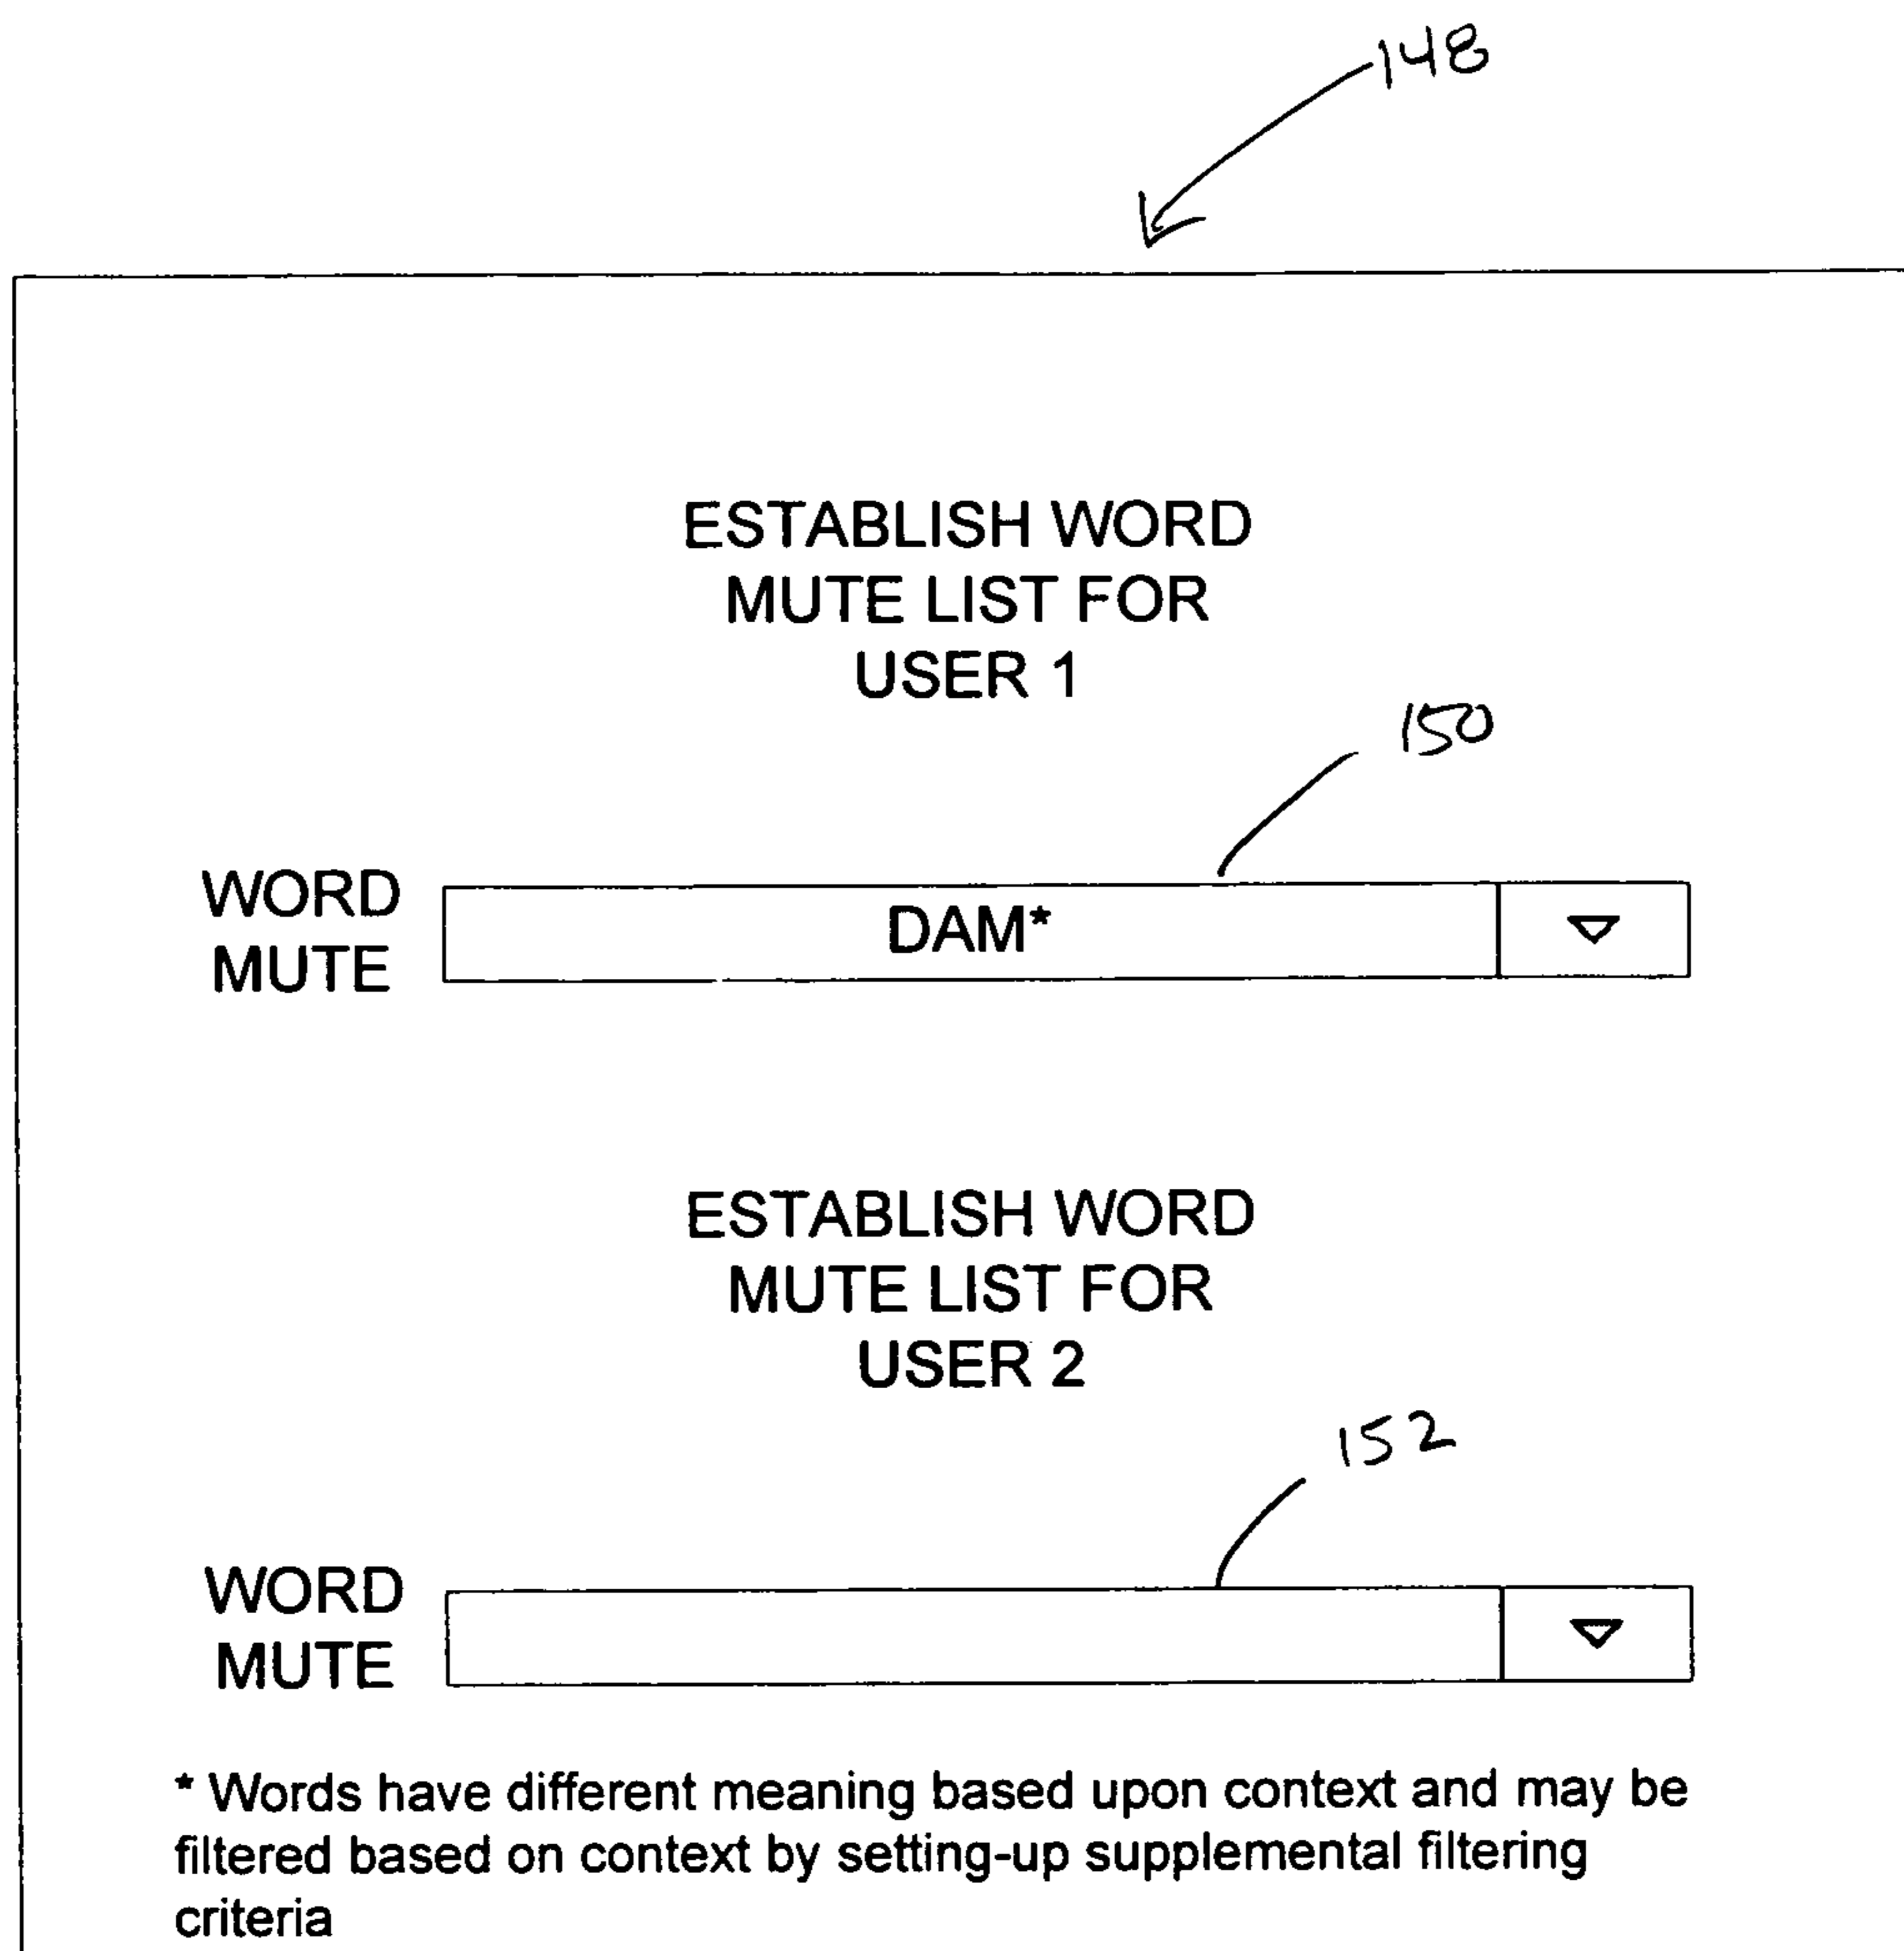 148
ESTABLISH WORD
MUTE LIST FOR
USER 1
150
WORD
MUTE
DAM*
ESTABLISH WORD
MUTE LIST FOR
USER 2
152
WORD
MUTE
* Words have different meaning based upon context and may be
filtered based on context by setting-up supplemental filtering
criteria